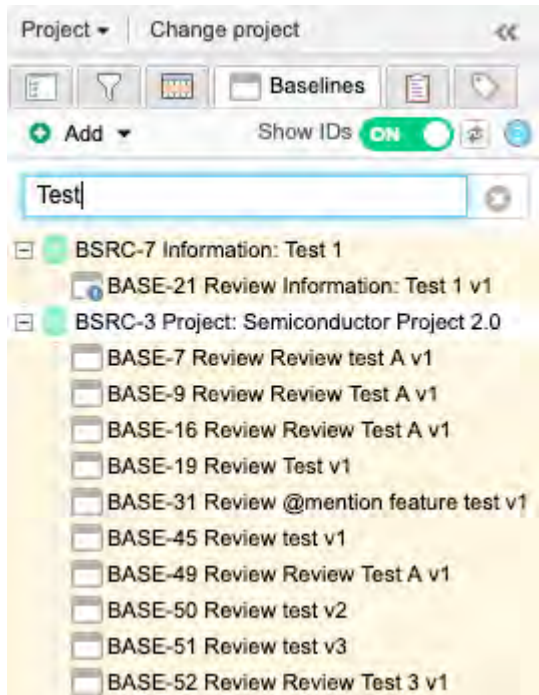 Project
Change project
Baselines
Add
Show IDs ON
Test
BSRC-7 Information: Test 1
BASE-21 Review Information: Test 1 v1
BSRC-3 Project: Semiconductor Project 2.0
BASE-7 Review Review test A v1
BASE-9 Review Review Test A v1
BASE-16 Review Review Test A v1
BASE-19 Review Test v1
BASE-31 Review @mention feature test v1
BASE-45 Review test v1
BASE-49 Review Review Test A v1
BASE-50 Review test v2
BASE-51 Review test v3
BASE-52 Review Review Test 3 v1